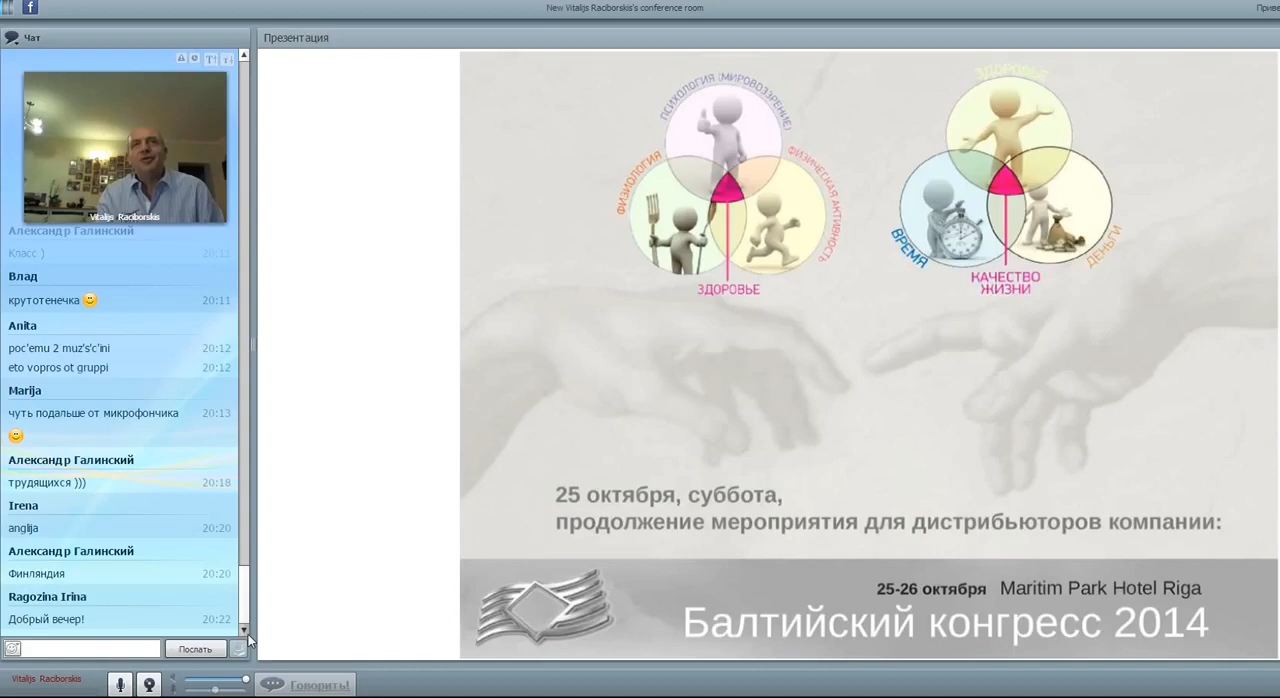 New Vitalijs Raciborskis's conference room
Приве
Чат
Презентация
Vitalijs_Raciborskis
Александр Галинский
Класс ) 20:11
Влад
крутотенечка 20:11
Anita
poc'emu 2 muz's'c'ini 20:12
eto vopros ot gruppi 20:12
Marija
чуть подальше от микрофончика 20:13
Александр Галинский
трудящихся ))) 20:18
Irena
anglija 20:20
Александр Галинский
Финляндия 20:20
Ragozina Irina
Добрый вечер! 20:22
Послать
Vitalijs Raciborskis
Говорить!
ПСИХОЛОГИЯ (МИРОВОЗЗРЕНИЕ)
ФИЗИОЛОГИЯ
ФИЗИЧЕСКАЯ АКТИВНОСТЬ
ЗДОРОВЬЕ
ЗДОРОВЬЕ
ВРЕМЯ
ДЕНЬГИ
КАЧЕСТВО
ЖИЗНИ
25 октября, суббота,
продолжение мероприятия для дистрибьюторов компании:
25-26 октября Maritim Park Hotel Riga
Балтийский конгресс 2014